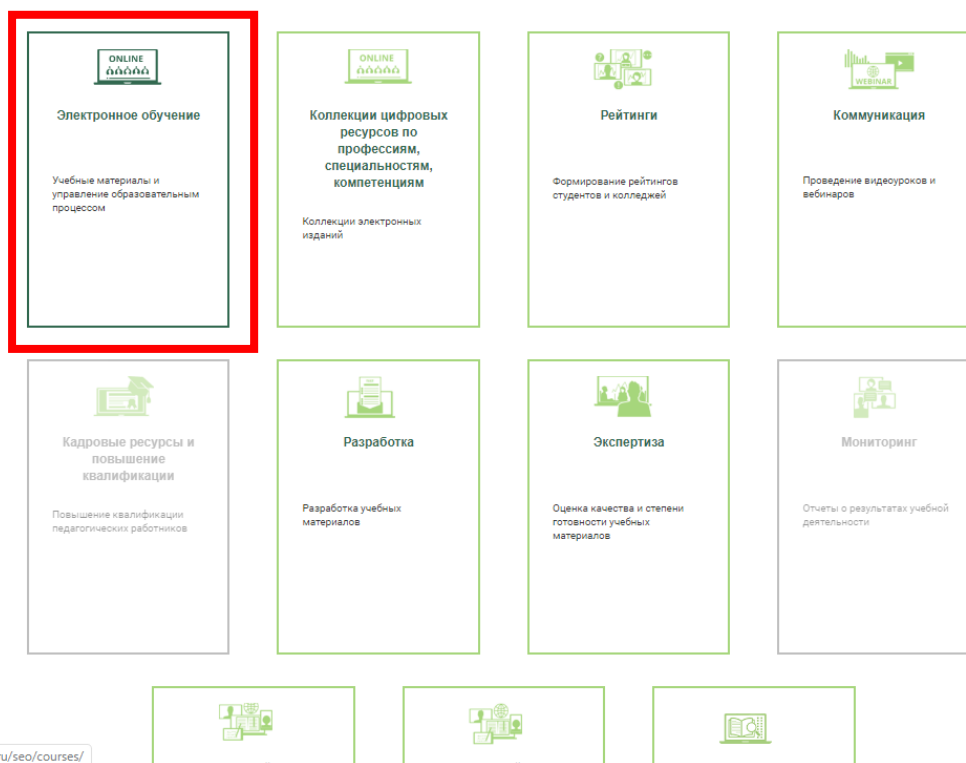 ONLINE
Электронное обучение
Учебные материалы и
управление образовательным
процессом
ONLINE
Коллекции цифровых
ресурсов по
профессиям,
специальностям,
компетенциям
Коллекции электронных
изданий
Рейтинги
Формирование рейтингов
студентов и колледжей
WEBINAR
Коммуникация
Проведение видеоуроков и
вебинаров
Кадровые ресурсы и
повышение
квалификации
Повышение квалификации
педагогических работников
Разработка
Разработка учебных
материалов
Экспертиза
Оценка качества и степени
готовности учебных
материалов
Мониторинг
Отчеты о результатах учебной
деятельности
u/seo/courses/